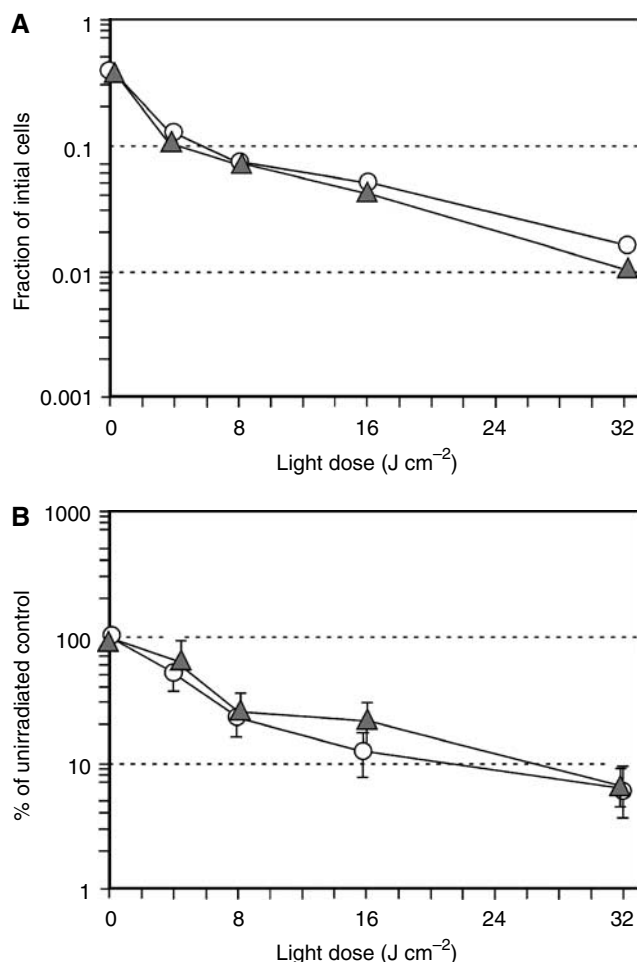 A
Fraction of intial cells
1
0.1
0.01
0.001
0 8 16 24 32
Light dose (J cm⁻²)
B
% of unirradiated control
1000
100
10
1
0 8 16 24 32
Light dose (J cm⁻²)